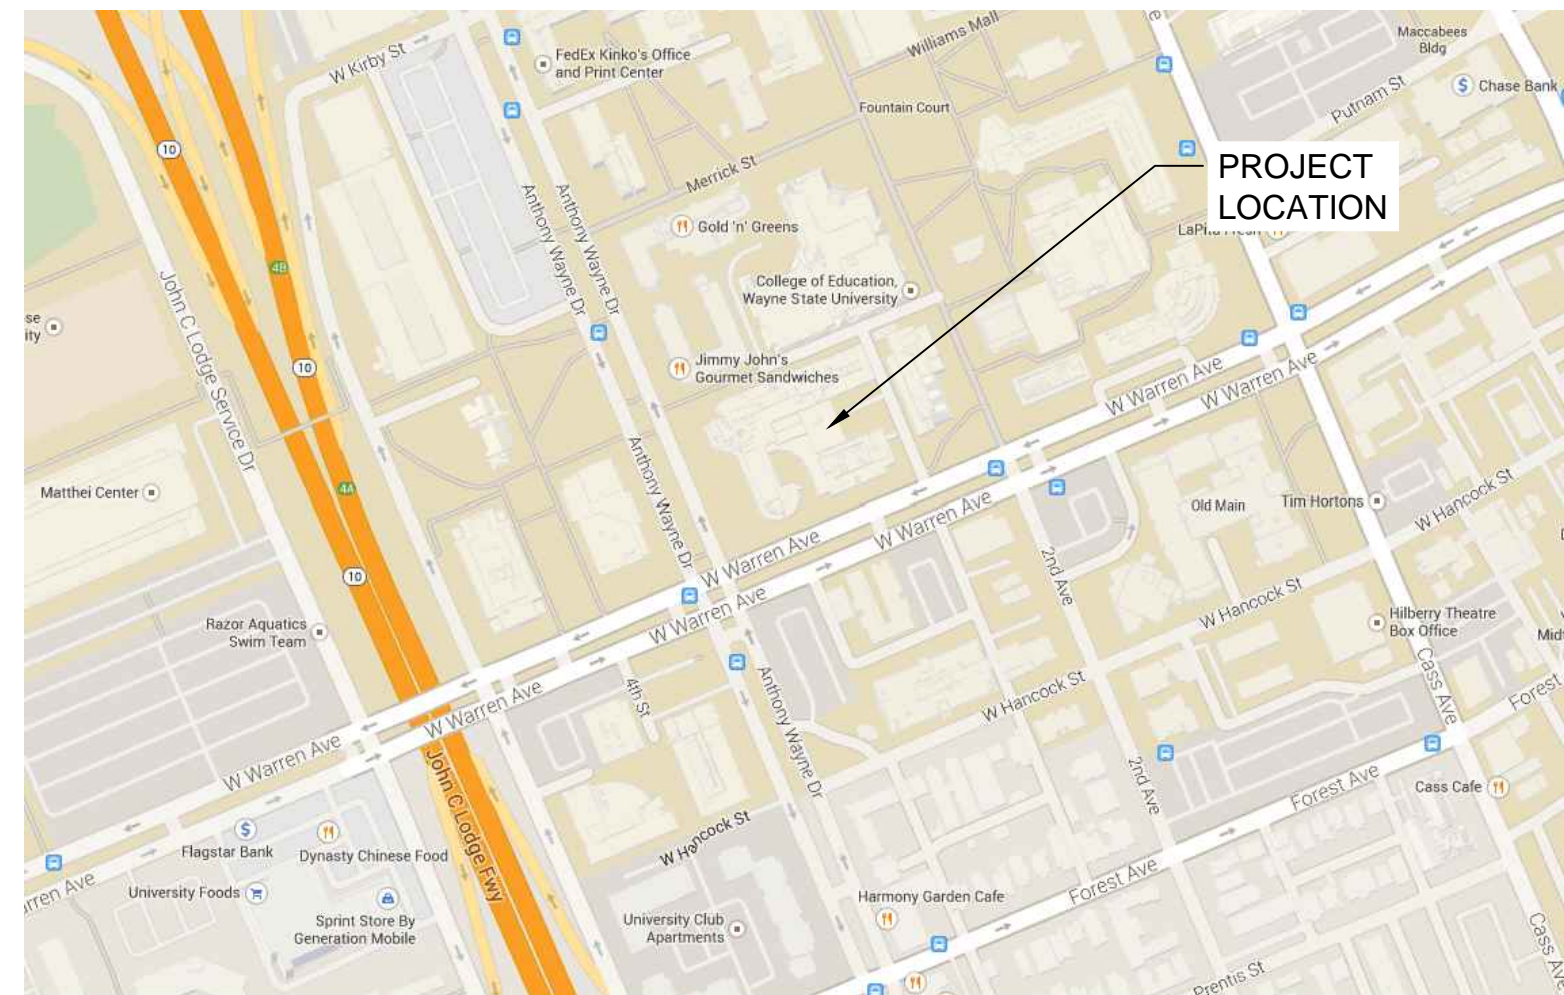 W Kirby St
FedEx Kinko's Office
and Print Center
Williams Mall
Maccabees
Bldg
Fountain Court
Putnam St
Chase Bank
10
Merrick St
PROJECT
LOCATION
Anthony Wayne Dr
Anthony Wayne Dr
Gold 'n' Greens
4B
John C Lodge Service Dr
College of Education,
Wayne State University
se
ity
10
Jimmy John's
Gourmet Sandwiches
W Warren Ave
W Warren Ave
Matthei Center
4A
Anthony Wayne Dr
W Warren Ave
W Warren Ave
Old Main
Tim Hortons
W Hancock St
10
2nd Ave
W Hancock St
W Warren Ave
Razor Aquatics
Swim Team
Hilberry Theatre
Box Office
Mid
Cass Ave
4th St
W Warren Ave
W Hancock St
Anthony Wayne Dr
Forest
W Warren Ave
John C Lodge Fwy
2nd Ave
Forest Ave
Cass Cafe
Flagstar Bank
Dynasty Chinese Food
W Hancock St
University Foods
rren Ave
Forest Ave
Harmony Garden Cafe
Sprint Store By
Generation Mobile
University Club
Apartments
Cass Av
Prentis St